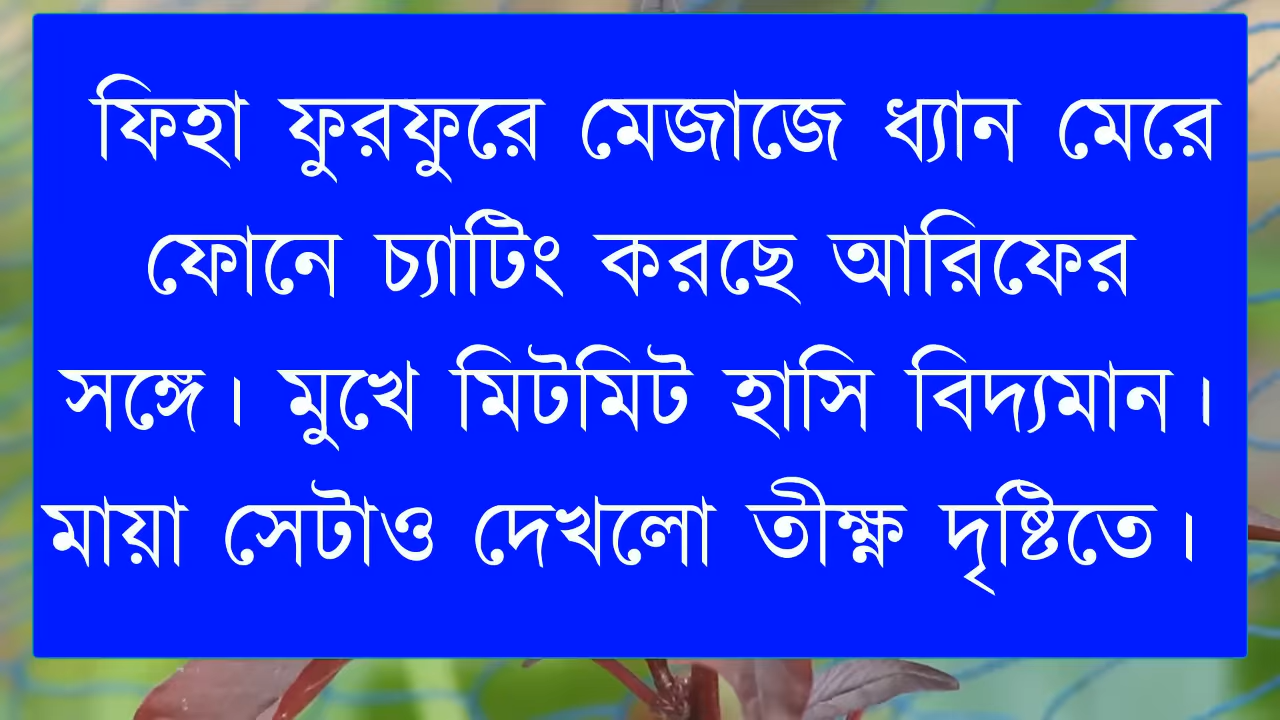 ফিহা ফুরফুরে মেজাজে ধ্যান মেরে
ফোনে চ্যাটিং করছে আরিফের
সঙ্গে। মুখে মিটমিট হাসি বিদ্যমান।
মায়া সেটাও দেখলো তীক্ষ্ণ দৃষ্টিতে।